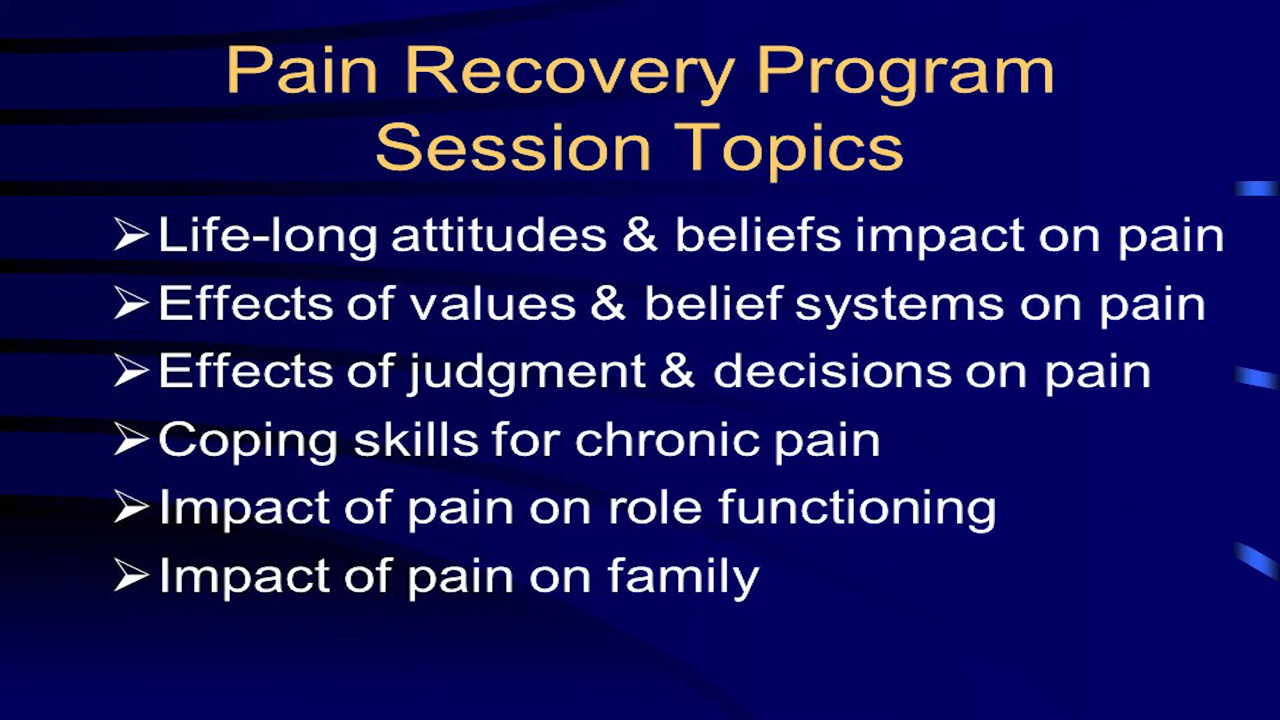 Pain Recovery Program
Session Topics
➢Life-long attitudes & beliefs impact on pain
➢Effects of values & belief systems on pain
➢Effects of judgment & decisions on pain
➢Coping skills for chronic pain
➢Impact of pain on role functioning
➢Impact of pain on family